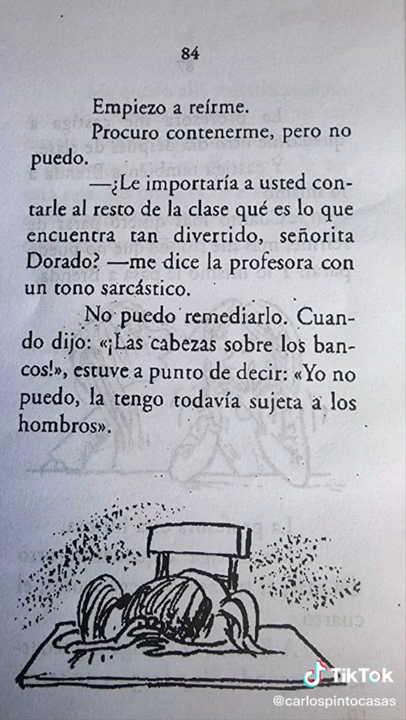 84
Empiezo a reírme.
Procuro contenerme, pero no
puedo.
—¿Le importaría a usted con-
tarle al resto de la clase qué es lo que
encuentra tan divertido, señorita
Dorado? —me dice la profesora con
un tono sarcástico.
No puedo remediarlo. Cuan-
do dijo: «¡Las cabezas sobre los ban-
cos!», estuve a punto de decir: «Yo no
puedo, la tengo todavía sujeta a los
hombros».
TikTok
@carlospintocasas